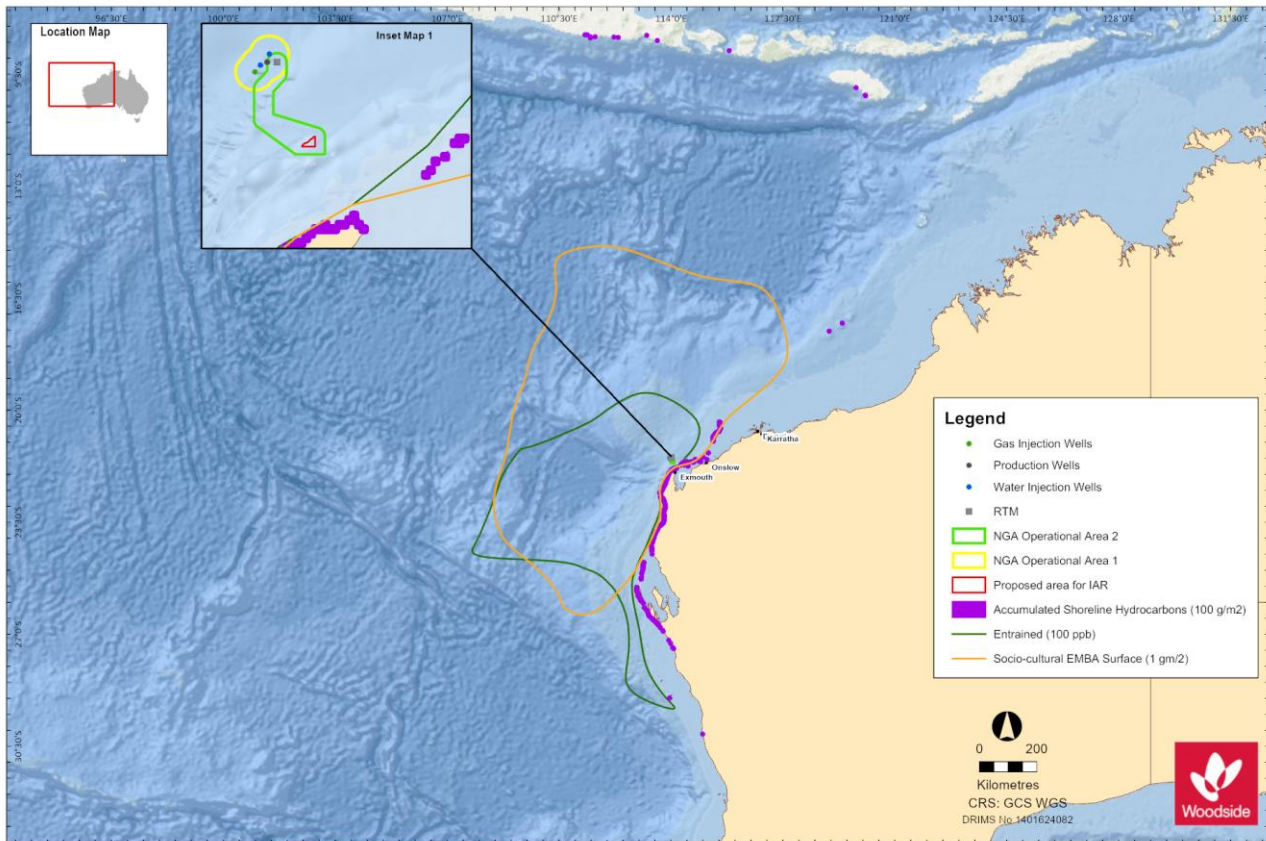 100°0'E
103°30'E
107°0'E
110°30'E
114°0'E
117°30'E
121°0'E
124°30'E
128°0'E
131°30'E
Location Map
Inset Map 1
9°30'S
13°0'S
16°30'S
20°0'S
23°30'S
27°0'S
30°30'S
Karratha
Onslow
Exmouth
Legend
Gas Injection Wells
Production Wells
Water Injection Wells
RTM
NGA Operational Area 2
NGA Operational Area 1
Proposed area for IAR
Accumulated Shoreline Hydrocarbons (100 g/m2)
Entrained (100 ppb)
Socio-cultural EMBA Surface (1 gm/2)
0 200
Kilometres
CRS: GCS WGS
DRIMS No 1401624082
Woodside
96°30'E